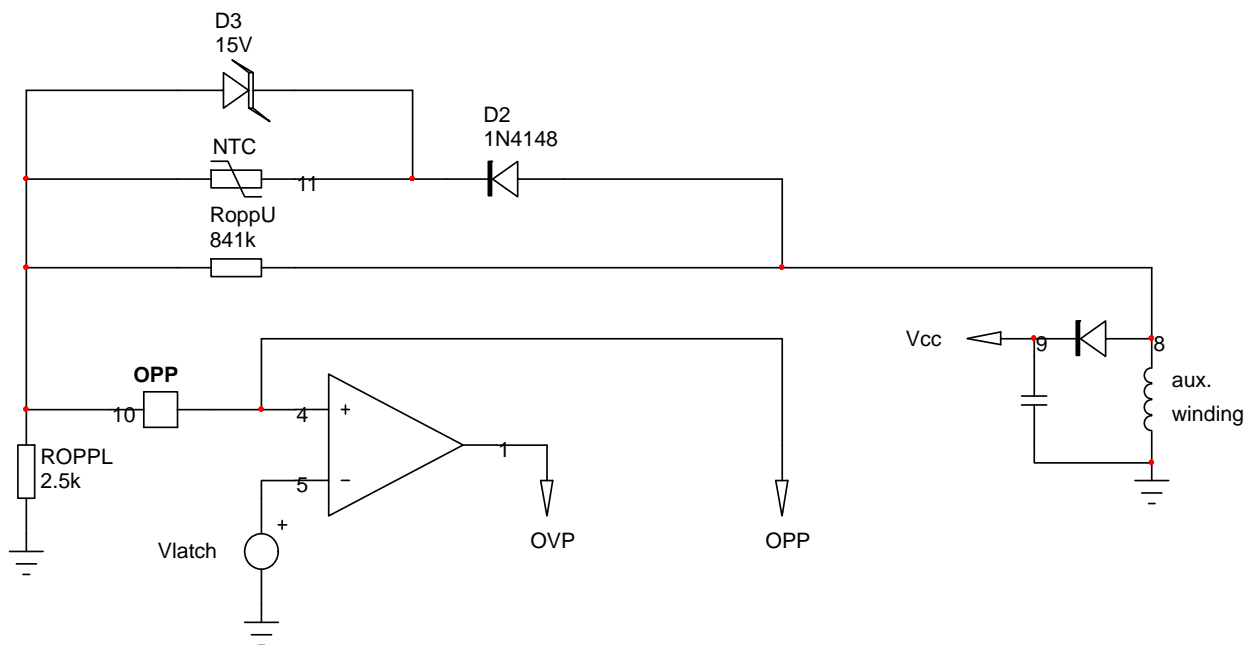 D3
15V
D2
1N4148
NTC
11
RoppU
841k
Vcc
9
8
aux.
winding
OPP
10
4
+
1
ROPPL
2.5k
5
−
+
Vlatch
OVP
OPP